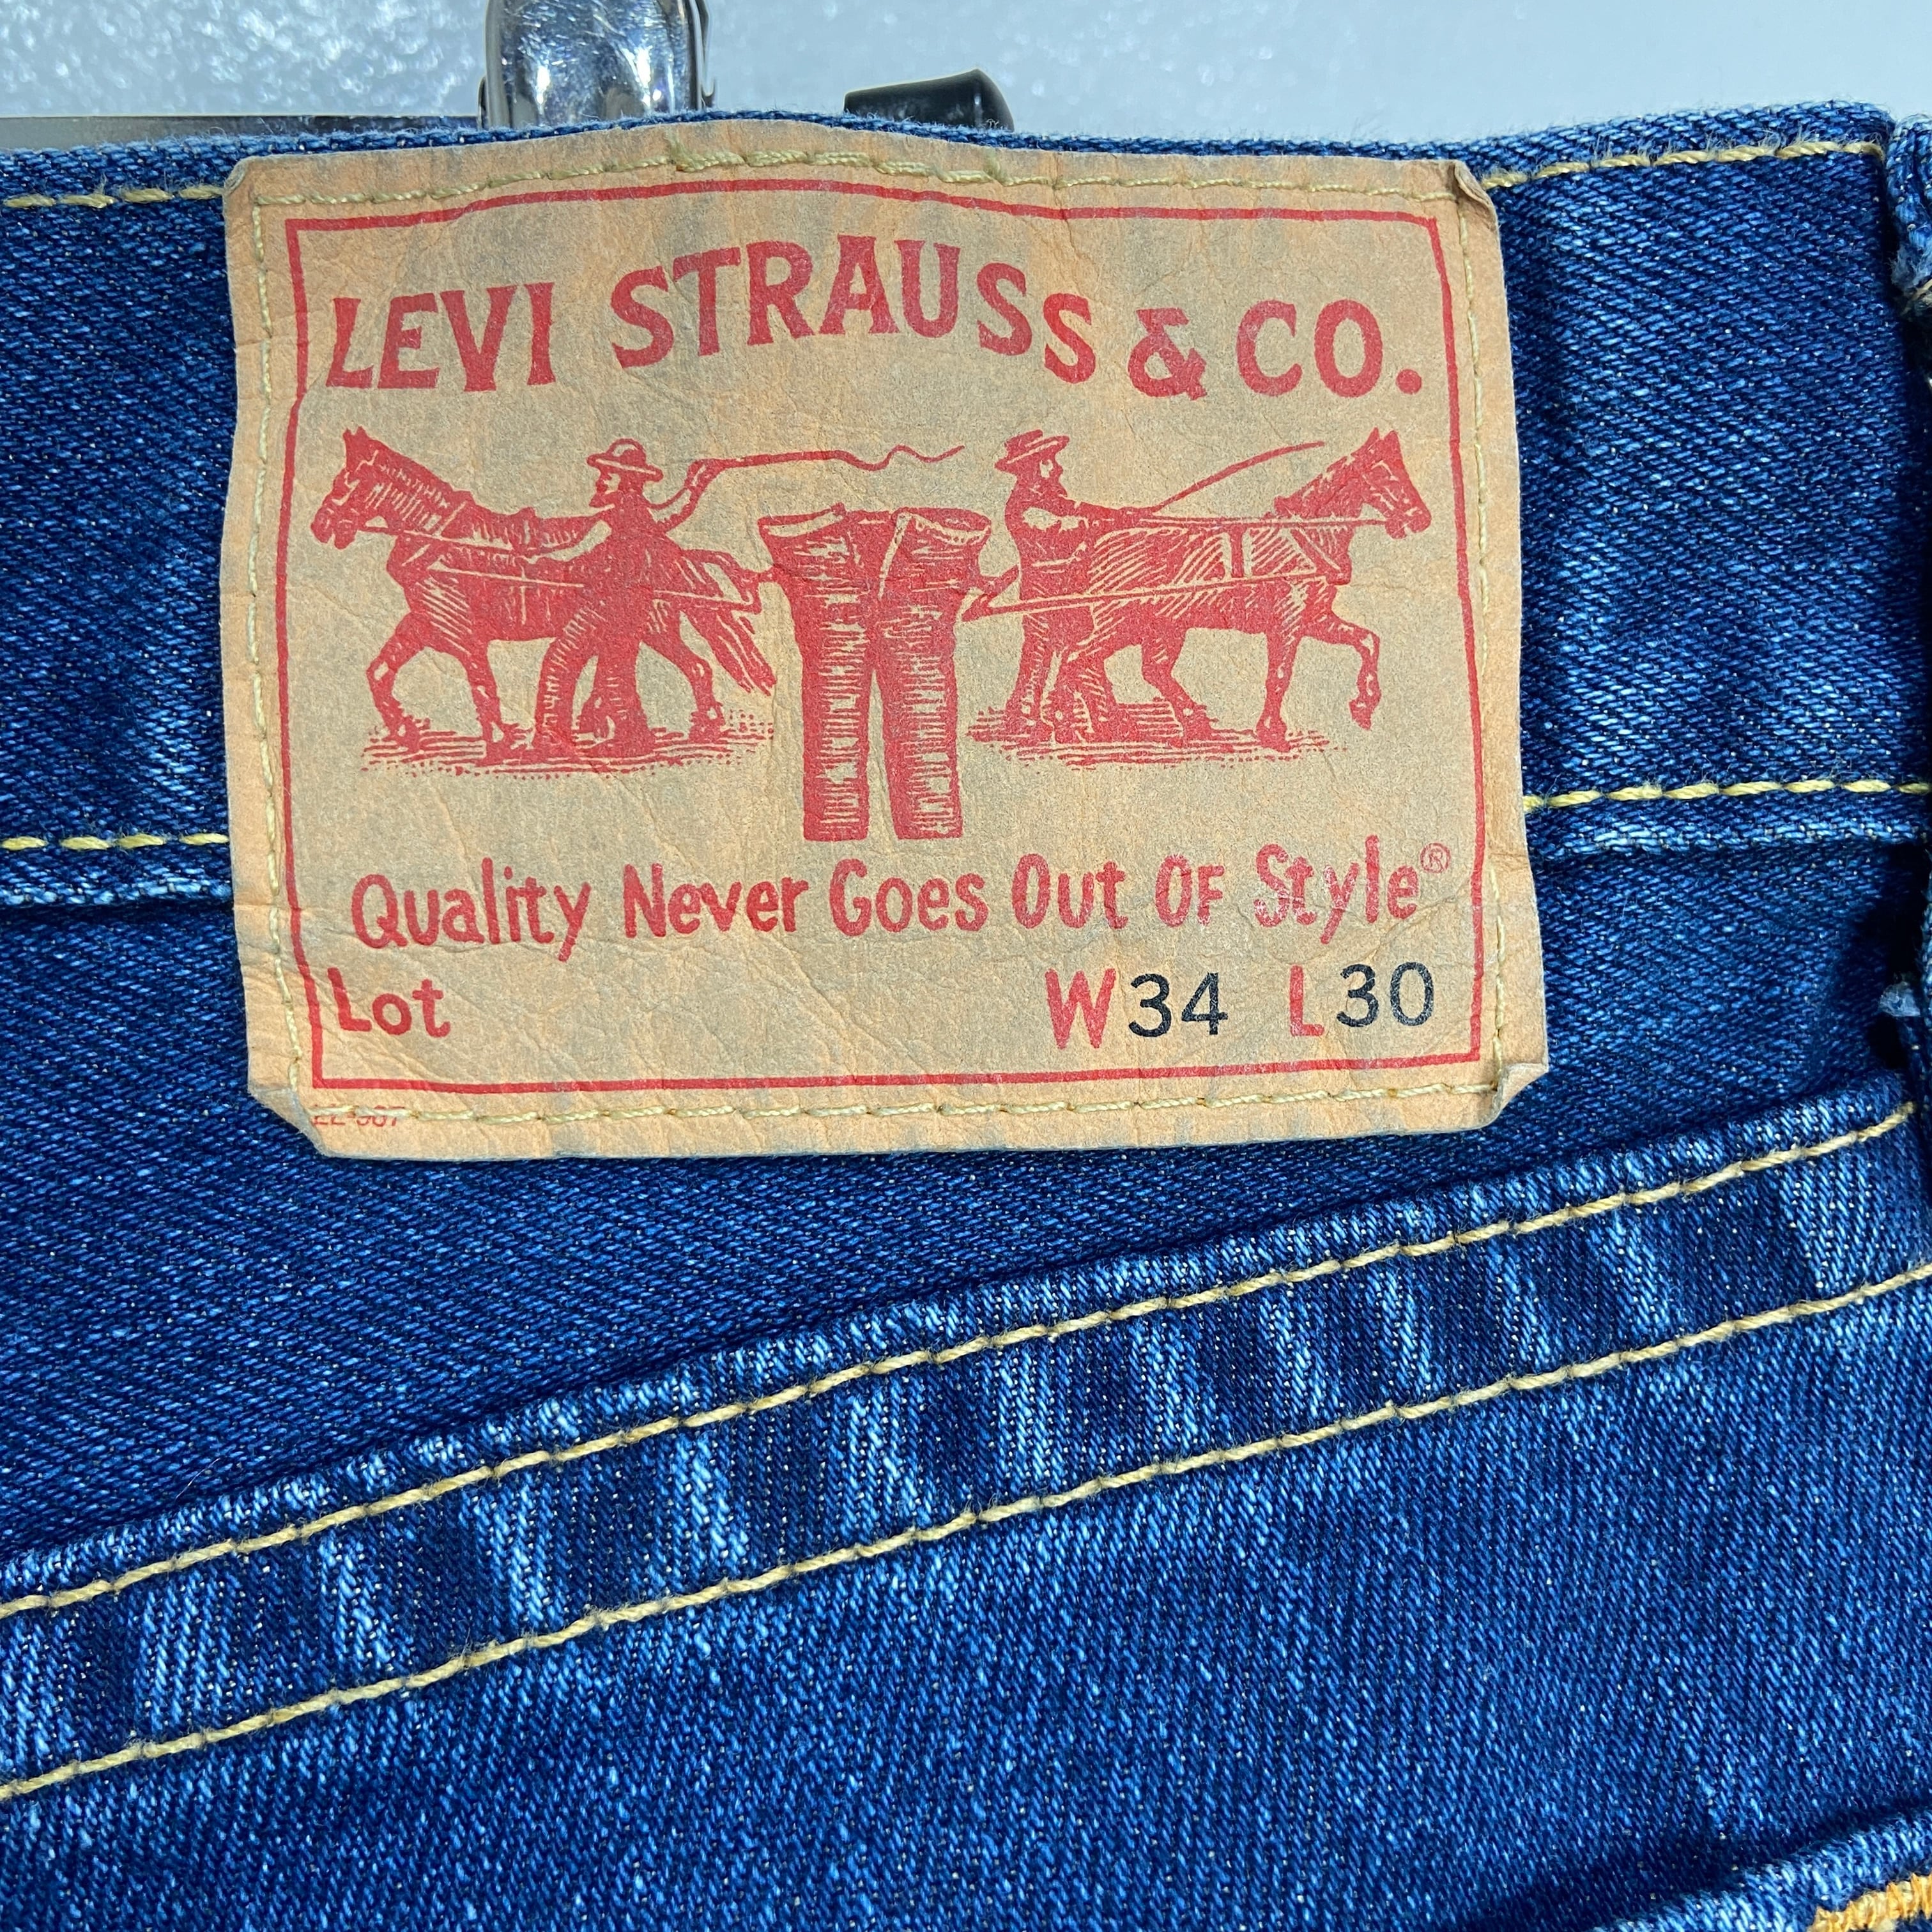 LEVI STRAUSS & CO.
Quality Never Goes Out Of Style®
Lot W34 L30